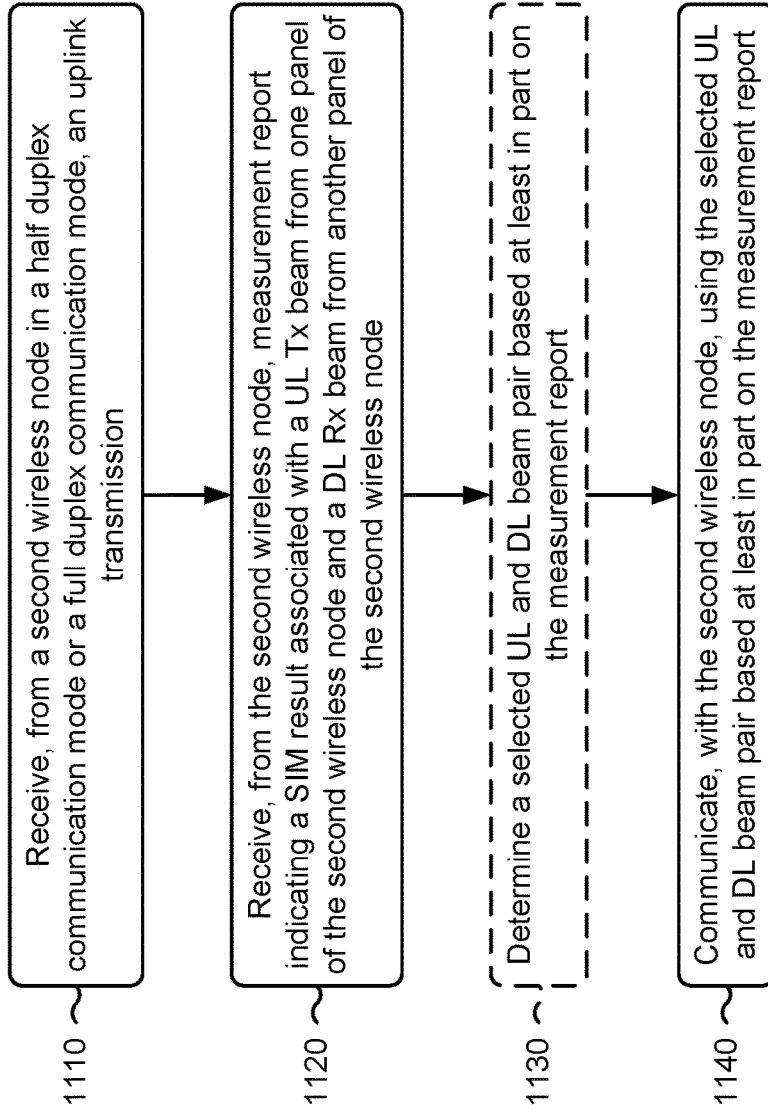 1110
Receive, from a second wireless node in a half duplex
communication mode or a full duplex communication mode, an uplink
transmission
1120
Receive, from the second wireless node, measurement report
indicating a SIM result associated with a UL Tx beam from one panel
of the second wireless node and a DL Rx beam from another panel of
the second wireless node
1130
Determine a selected UL and DL beam pair based at least in part on
the measurement report
1140
Communicate, with the second wireless node, using the selected UL
and DL beam pair based at least in part on the measurement report